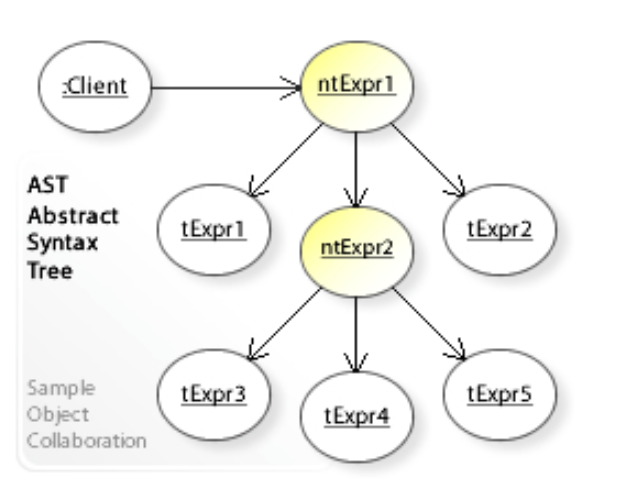 :Client
ntExpr1
AST
Abstract
Syntax
Tree
tExpr1
ntExpr2
tExpr2
Sample
Object
Collaboration
tExpr3
tExpr4
tExpr5